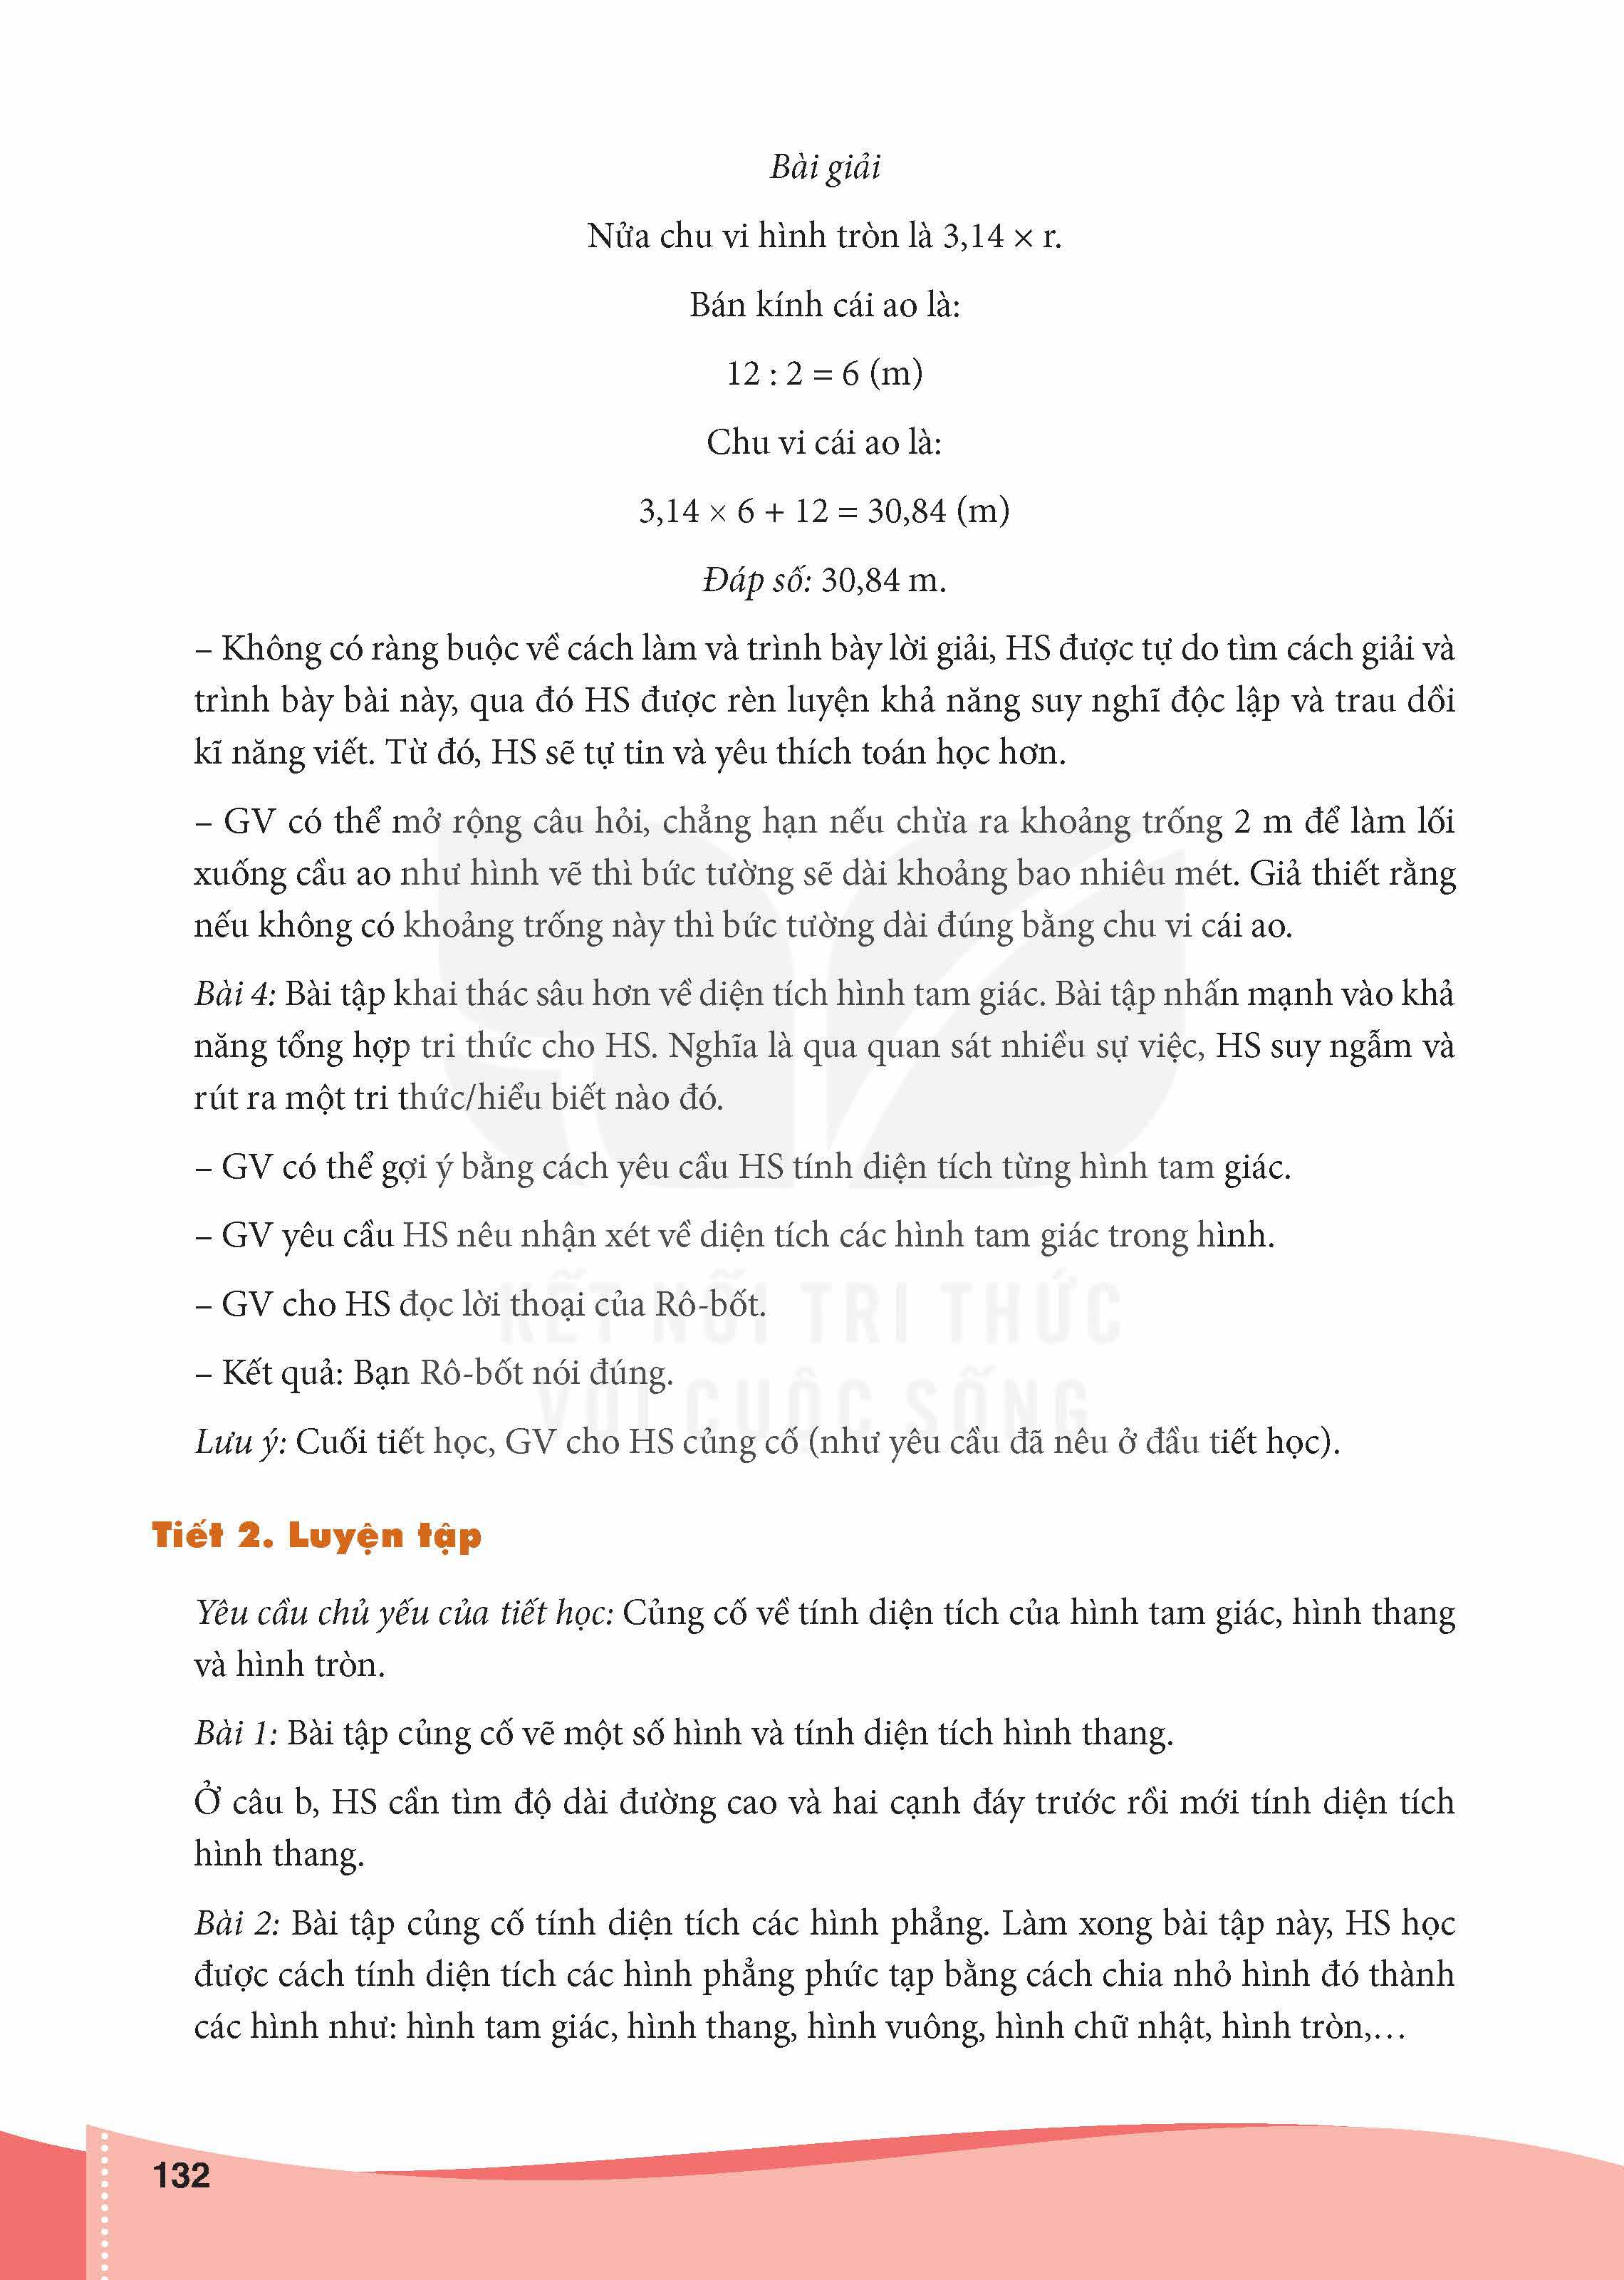 Bài giải
Nửa chu vi hình tròn là 3,14 × r.
Bán kính cái ao là:
12 : 2 = 6 (m)
Chu vi cái ao là:
3,14 × 6 + 12 = 30,84 (m)
Đáp số: 30,84 m.
– Không có ràng buộc về cách làm và trình bày lời giải, HS được tự do tìm cách giải và
trình bày bài này, qua đó HS được rèn luyện khả năng suy nghĩ độc lập và trau dồi
kĩ năng viết. Từ đó, HS sẽ tự tin và yêu thích toán học hơn.
– GV có thể mở rộng câu hỏi, chẳng hạn nếu chừa ra khoảng trống 2 m để làm lối
xuống cầu ao như hình vẽ thì bức tường sẽ dài khoảng bao nhiêu mét. Giả thiết rằng
nếu không có khoảng trống này thì bức tường dài đúng bằng chu vi cái ao.
Bài 4: Bài tập khai thác sâu hơn về diện tích hình tam giác. Bài tập nhấn mạnh vào khả
năng tổng hợp tri thức cho HS. Nghĩa là qua quan sát nhiều sự việc, HS suy ngẫm và
rút ra một tri thức/hiểu biết nào đó.
– GV có thể gợi ý bằng cách yêu cầu HS tính diện tích từng hình tam giác.
– GV yêu cầu HS nêu nhận xét về diện tích các hình tam giác trong hình.
– GV cho HS đọc lời thoại của Rô-bốt.
KẾT NỐI TRI THỨC
– Kết quả: Bạn Rô-bốt nói đúng.
VỚI CUỘC SỐNG
Lưu ý: Cuối tiết học, GV cho HS củng cố (như yêu cầu đã nêu ở đầu tiết học).
Tiết 2. Luyện tập
Yêu cầu chủ yếu của tiết học: Củng cố về tính diện tích của hình tam giác, hình thang
và hình tròn.
Bài 1: Bài tập củng cố vẽ một số hình và tính diện tích hình thang.
Ở câu b, HS cần tìm độ dài đường cao và hai cạnh đáy trước rồi mới tính diện tích
hình thang.
Bài 2: Bài tập củng cố tính diện tích các hình phẳng. Làm xong bài tập này, HS học
được cách tính diện tích các hình phẳng phức tạp bằng cách chia nhỏ hình đó thành
các hình như: hình tam giác, hình thang, hình vuông, hình chữ nhật, hình tròn,…
132